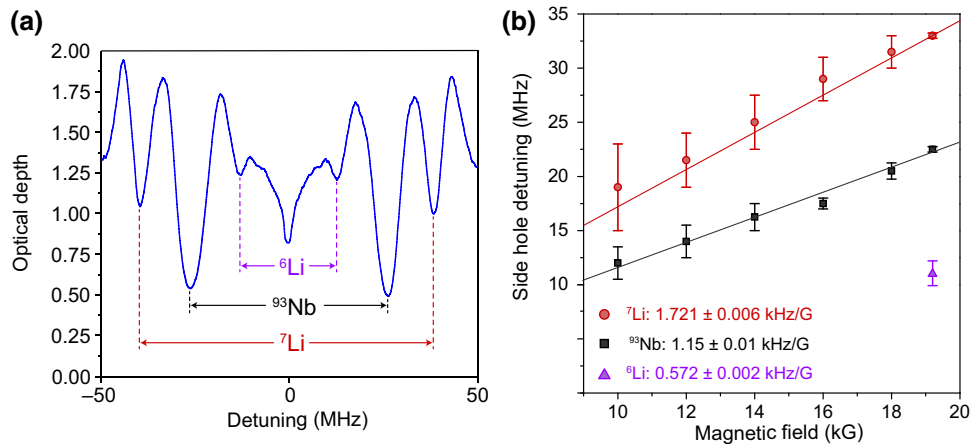 (a)
2.00
1.75
1.50
1.25
1.00
0.75
0.50
0.25
0.00
Optical depth
⁶Li
⁹³Nb
⁷Li
−50
0
50
Detuning (MHz)
(b)
35
30
25
20
15
10
Side hole detuning (MHz)
⁷Li: 1.721 ± 0.006 kHz/G
⁹³Nb: 1.15 ± 0.01 kHz/G
⁶Li: 0.572 ± 0.002 kHz/G
10
12
14
16
18
20
Magnetic field (kG)